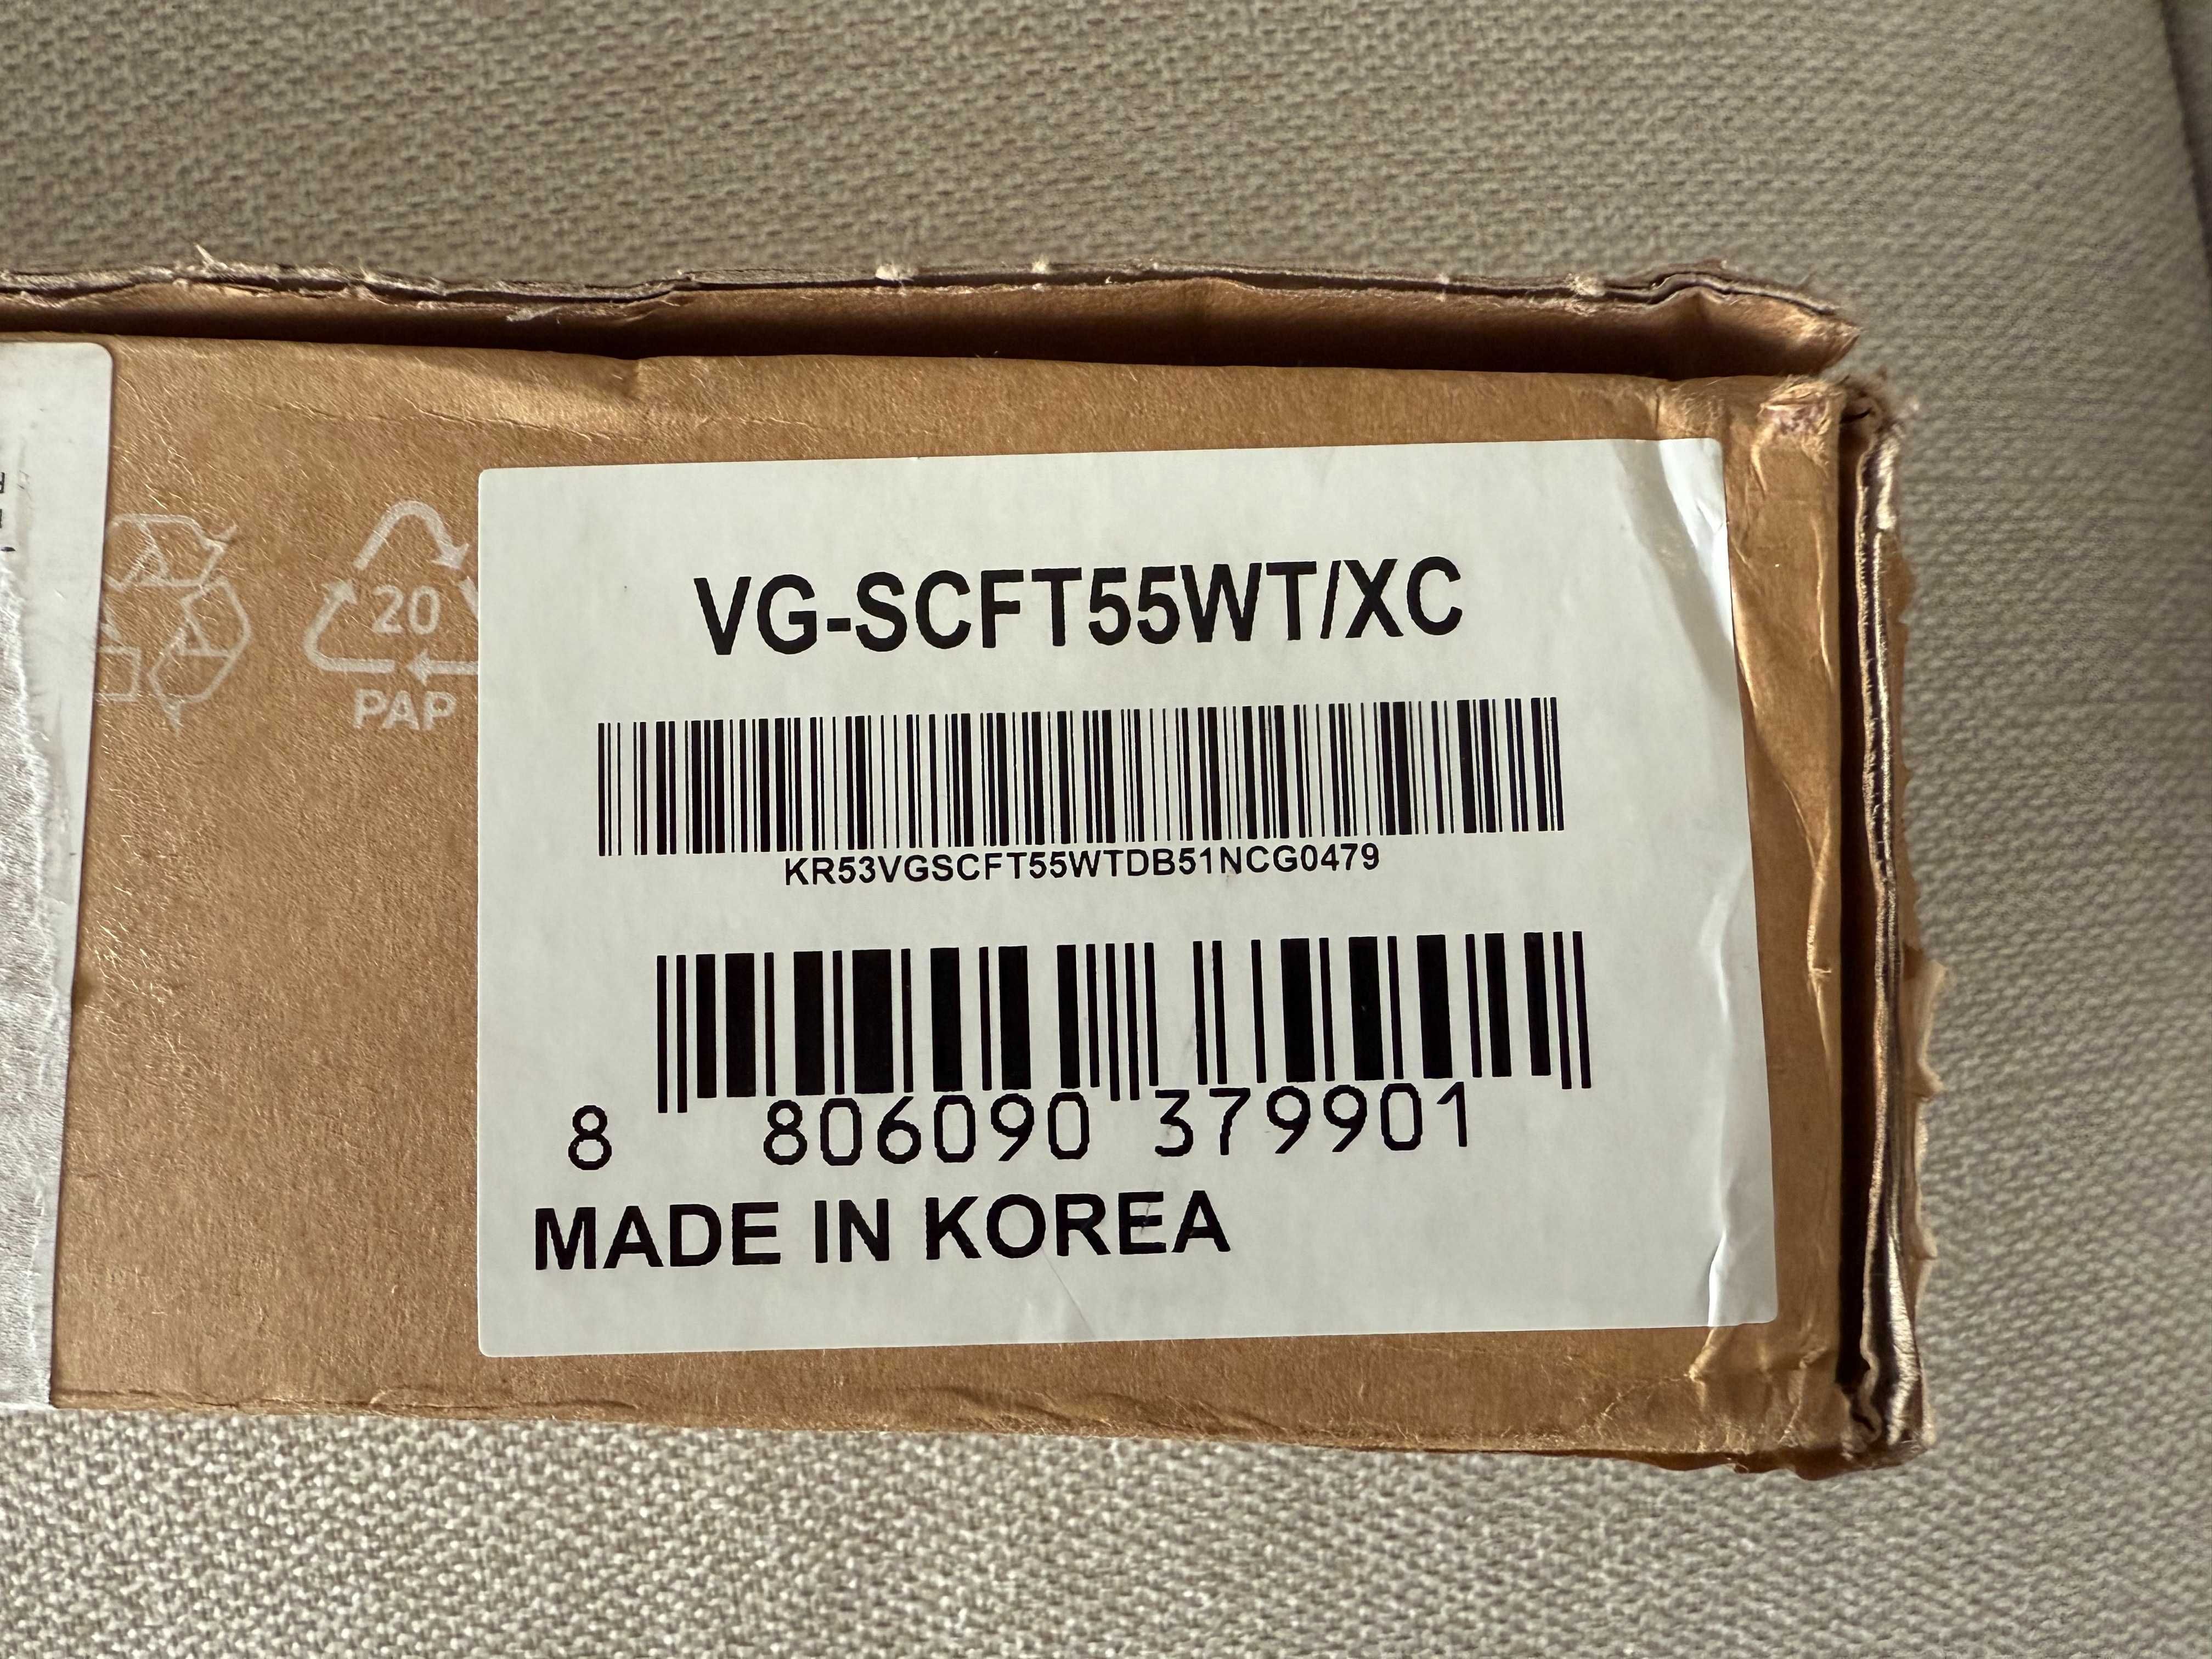 20
PAP
VG-SCFT55WT/XC
KR53VGSCFT55WTDB51NCG0479
8 806090 379901
MADE IN KOREA